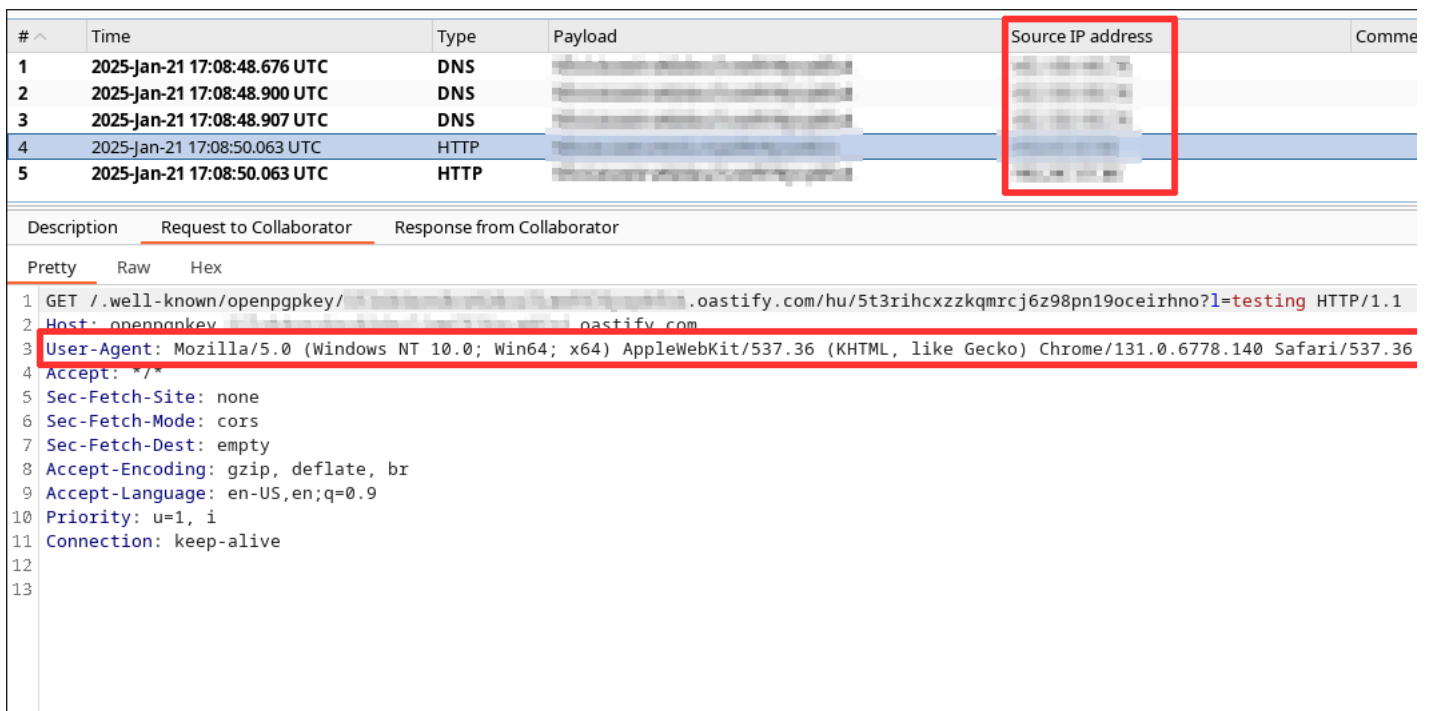 # Time Type Payload Source IP address Comme
1 2025-Jan-21 17:08:48.676 UTC DNS
2 2025-Jan-21 17:08:48.900 UTC DNS
3 2025-Jan-21 17:08:48.907 UTC DNS
4 2025-Jan-21 17:08:50.063 UTC HTTP
5 2025-Jan-21 17:08:50.063 UTC HTTP
Description Request to Collaborator Response from Collaborator
Pretty Raw Hex
1 GET /.well-known/openpgpkey/ .oastify.com/hu/5t3rihcxzzkqmrcj6z98pn19oceirhno?l=testing HTTP/1.1
2 Host: openpgpkey. oastify.com
3 User-Agent: Mozilla/5.0 (Windows NT 10.0; Win64; x64) AppleWebKit/537.36 (KHTML, like Gecko) Chrome/131.0.6778.140 Safari/537.36
4 Accept: */*
5 Sec-Fetch-Site: none
6 Sec-Fetch-Mode: cors
7 Sec-Fetch-Dest: empty
8 Accept-Encoding: gzip, deflate, br
9 Accept-Language: en-US,en;q=0.9
10 Priority: u=1, i
11 Connection: keep-alive
12
13